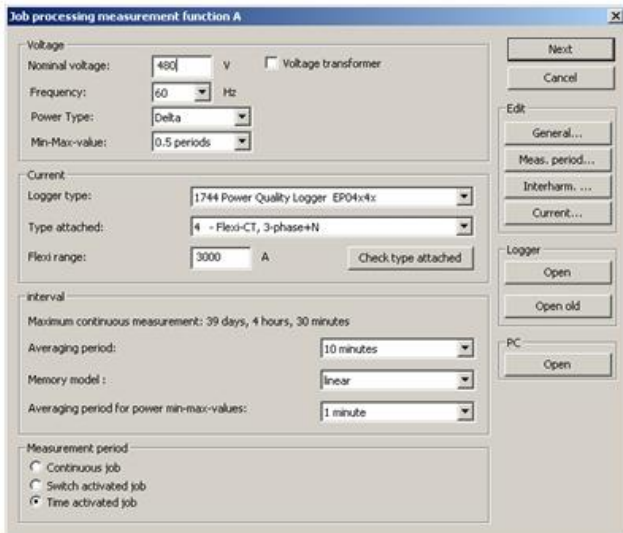 Job processing measurement function A
Voltage
Nominal voltage: 480 V Voltage transformer
Frequency: 60 Hz
Power Type: Delta
Min-Max-value: 0.5 periods
Current
Logger type: 1744 Power Quality Logger EP04x4x
Type attached: 4 - Flexi-CT, 3-phase+N
Flexi range: 3000 A Check type attached
interval
Maximum continuous measurement: 39 days, 4 hours, 30 minutes
Averaging period: 10 minutes
Memory model : linear
Averaging period for power min-max-values: 1 minute
Measurement period
Continuous job
Switch activated job
Time activated job
Next
Cancel
Edit
General...
Meas. period...
Interharm. ...
Current...
Logger
Open
Open old
PC
Open